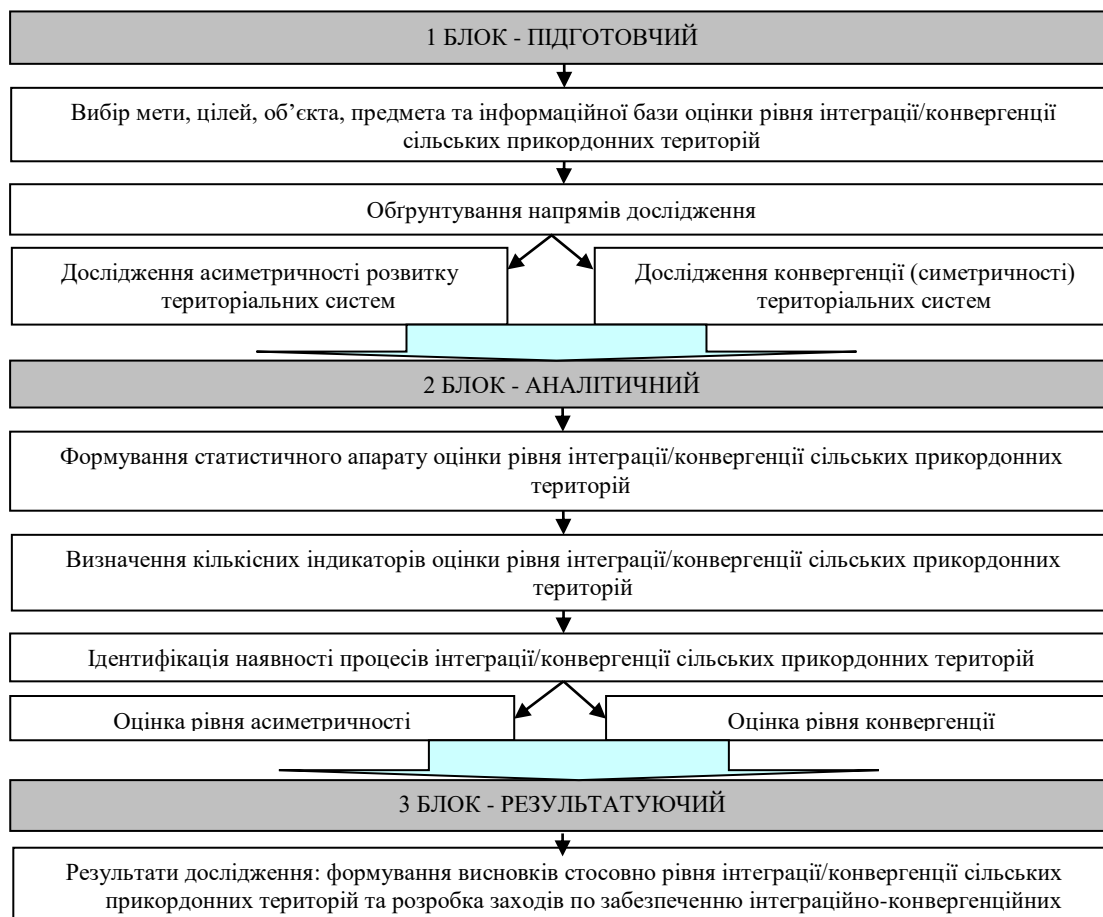 1 БЛОК - ПІДГОТОВЧИЙ
Вибір мети, цілей, об’єкта, предмета та інформаційної бази оцінки рівня інтеграції/конвергенції
сільських прикордонних територій
Обґрунтування напрямів дослідження
Дослідження асиметричності розвитку
територіальних систем
Дослідження конвергенції (симетричності)
територіальних систем
2 БЛОК - АНАЛІТИЧНИЙ
Формування статистичного апарату оцінки рівня інтеграції/конвергенції сільських прикордонних
територій
Визначення кількісних індикаторів оцінки рівня інтеграції/конвергенції сільських прикордонних
територій
Ідентифікація наявності процесів інтеграції/конвергенції сільських прикордонних територій
Оцінка рівня асиметричності
Оцінка рівня конвергенції
3 БЛОК - РЕЗУЛЬТАТУЮЧИЙ
Результати дослідження: формування висновків стосовно рівня інтеграції/конвергенції сільських
прикордонних територій та розробка заходів по забезпеченню інтеграційно-конвергенційних